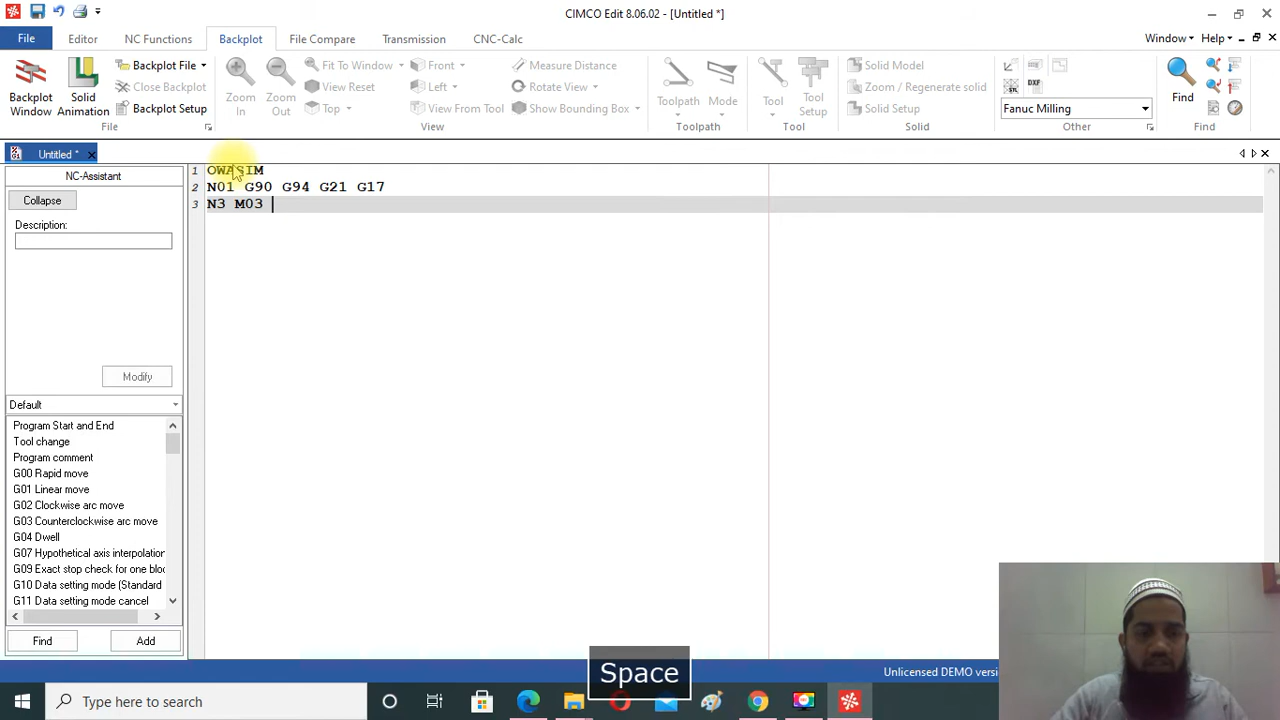 CIMCO Edit 8.06.02 - [Untitled *]
File Editor NC Functions Backplot File Compare Transmission CNC-Calc Window Help
Backplot Window
Solid Animation
Backplot File
Close Backplot
Backplot Setup
File
Zoom In
Zoom Out
Fit To Window
View Reset
Top
Front
Left
View From Tool
Measure Distance
Rotate View
Show Bounding Box
View
Toolpath
Mode
Toolpath
Tool
Tool Setup
Tool
Solid Model
Zoom / Regenerate solid
Solid Setup
Solid
STL
DXF
Fanuc Milling
Other
Find
Find
Untitled *
NC-Assistant
Collapse
Description:
Modify
Default
Program Start and End
Tool change
Program comment
G00 Rapid move
G01 Linear move
G02 Clockwise arc move
G03 Counterclockwise arc move
G04 Dwell
G07 Hypothetical axis interpolation
G09 Exact stop check for one bloc
G10 Data setting mode (Standard
G11 Data setting mode cancel
Find Add
1 OWASIM
2 N01 G90 G94 G21 G17
3 N3 M03
Space
Unlicensed DEMO versi
Type here to search